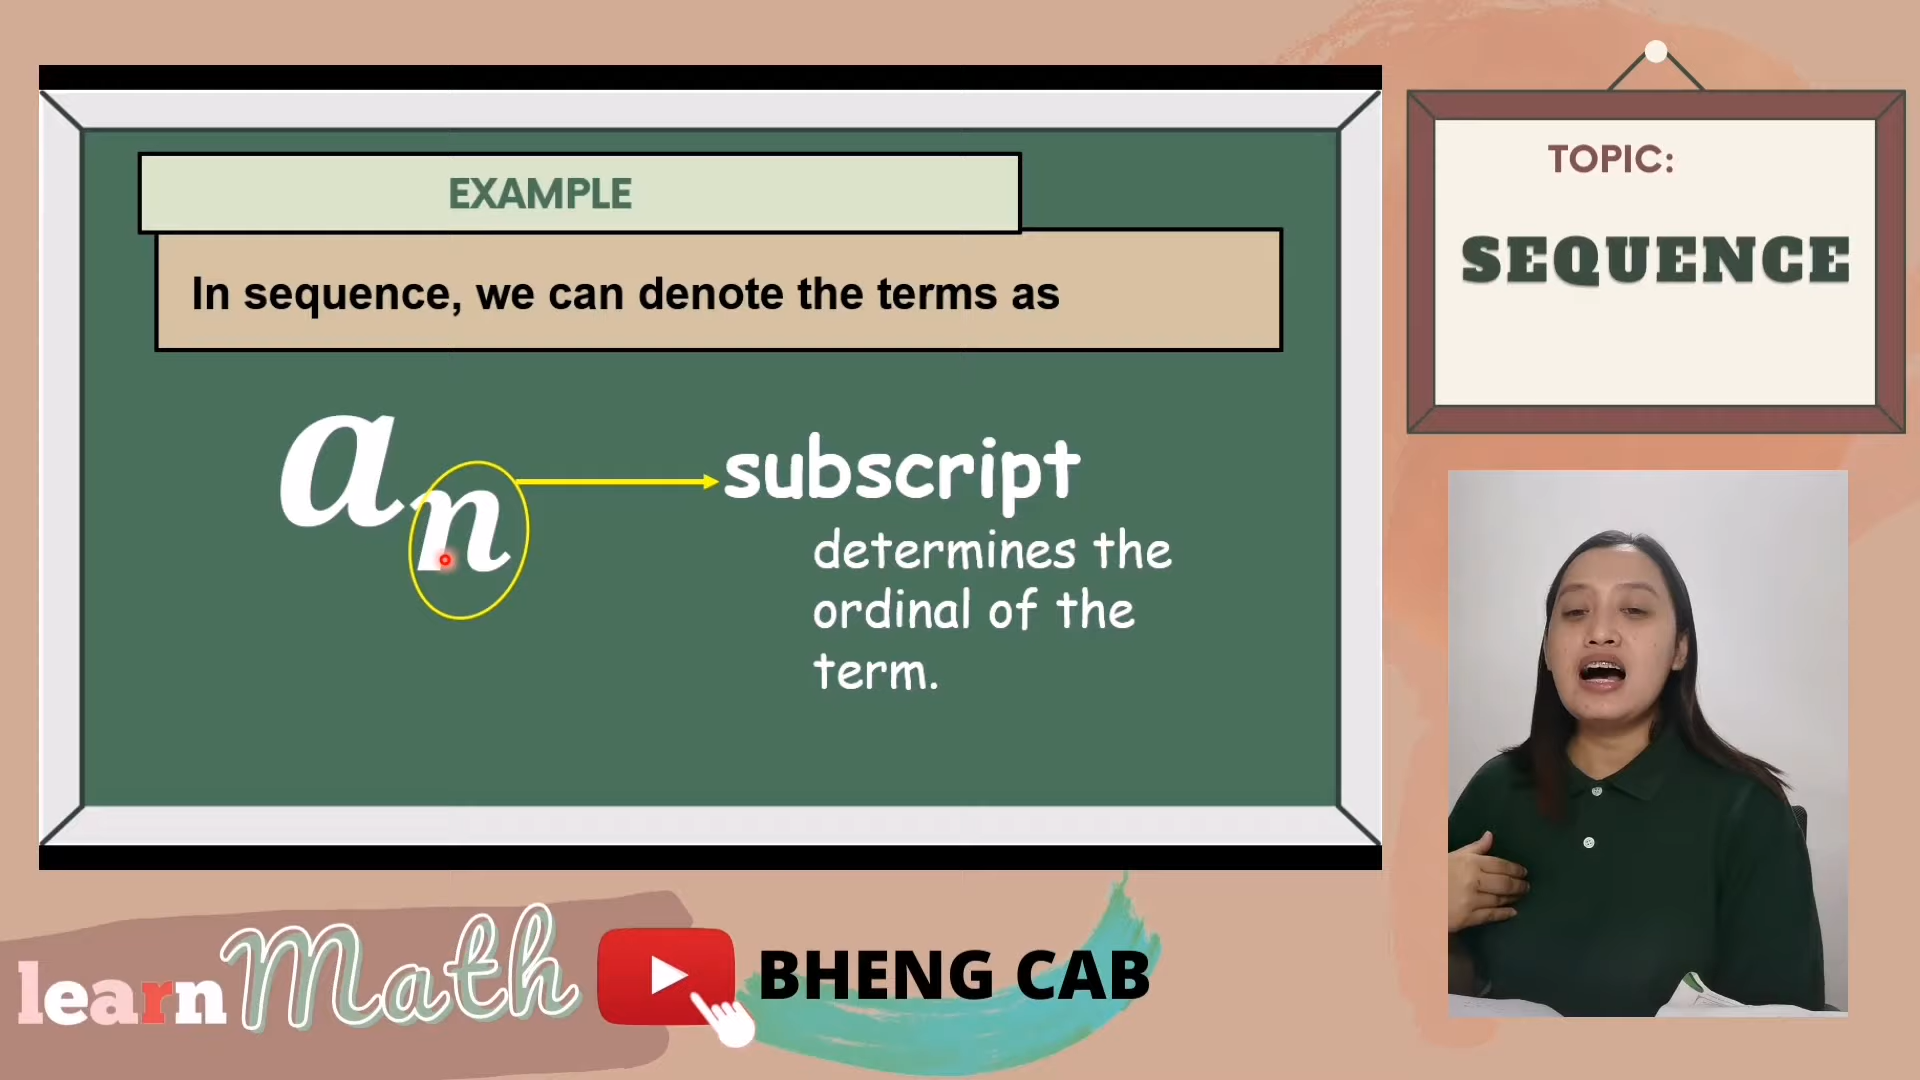 EXAMPLE
In sequence, we can denote the terms as
aₙ
subscript
determines the
ordinal of the
term.
TOPIC:
SEQUENCE
learn Math
BHENG CAB